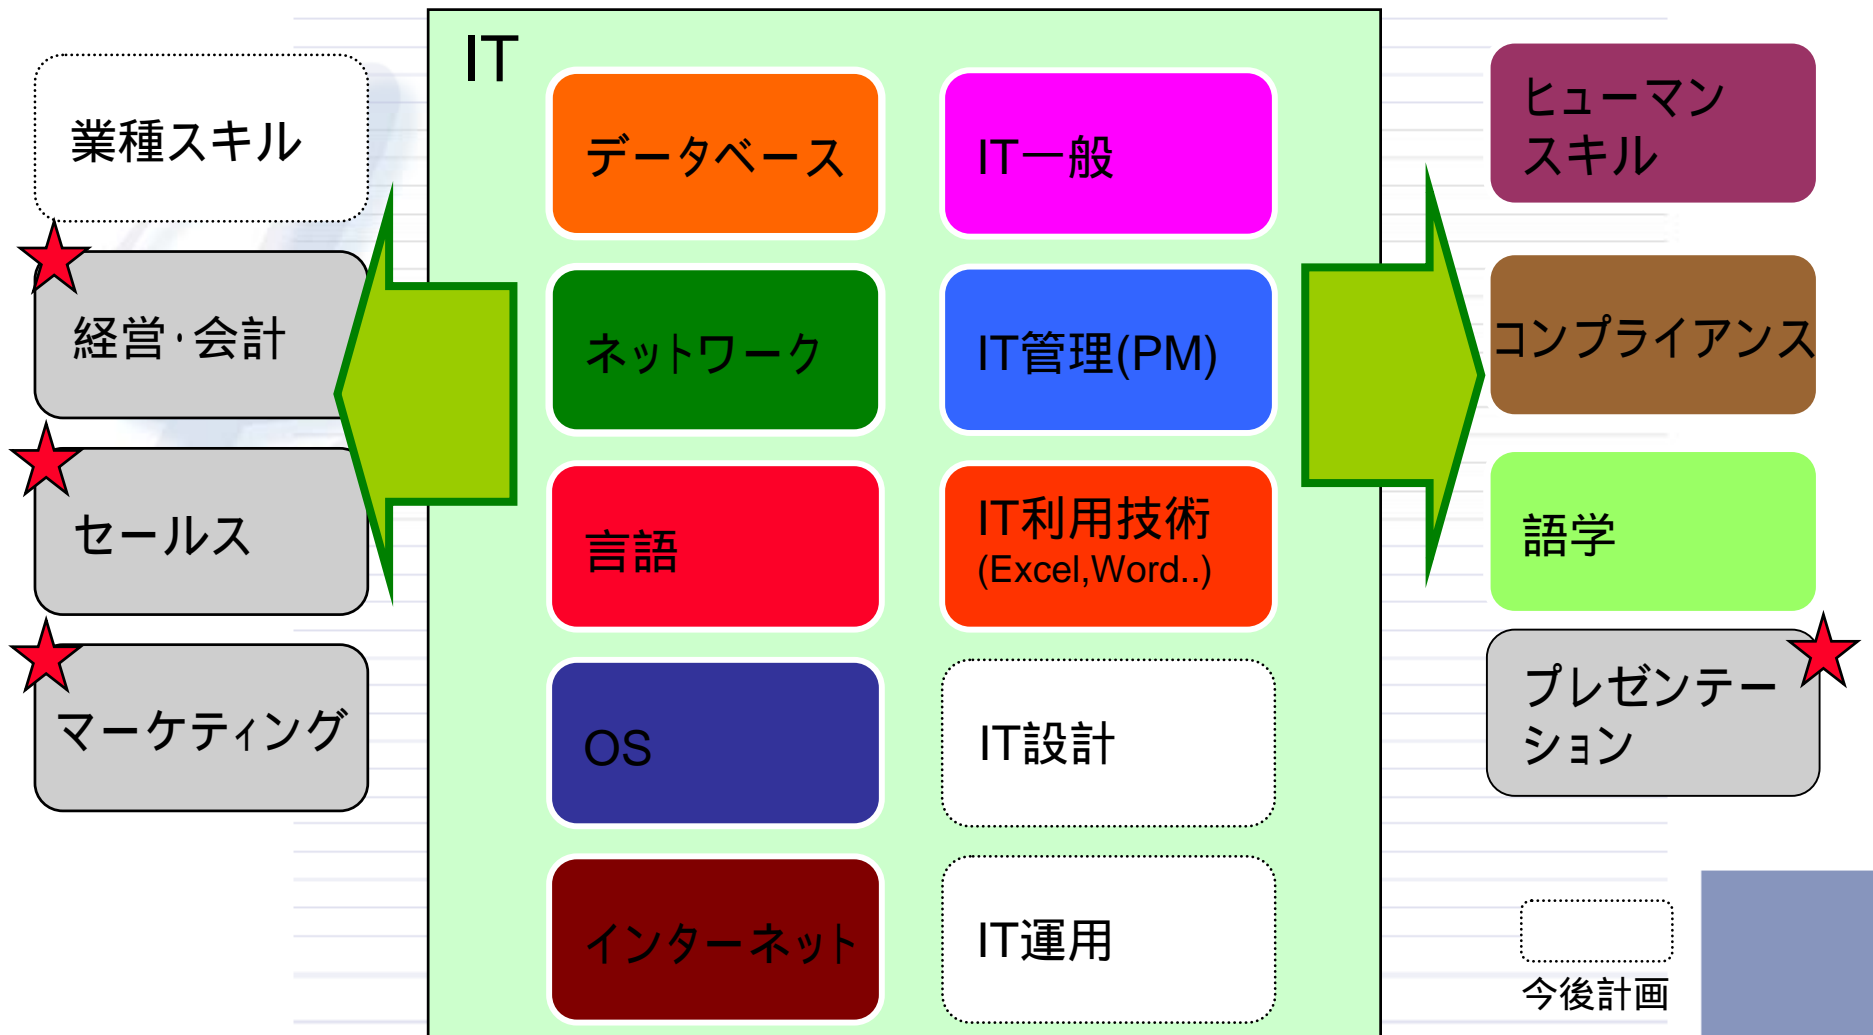 IT
業種スキル
経営・会計
セールス
マーケティング
データベース
ネットワーク
言語
OS
インターネット
IT一般
IT管理(PM)
IT利用技術
(Excel,Word..)
IT設計
IT運用
ヒューマン
スキル
コンプライアンス
語学
プレゼンテー
ション
今後計画